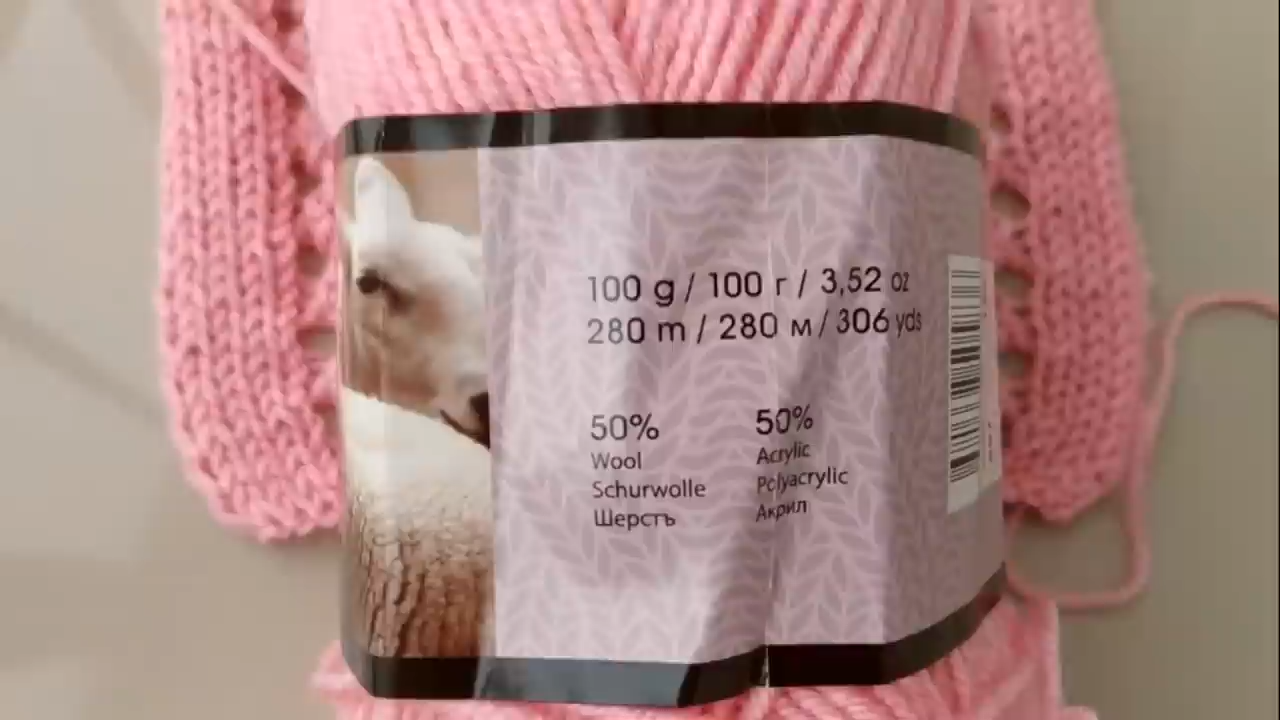 100 g / 100 г / 3,52 oz
280 m / 280 м / 306 yds
50%
Wool
Schurwolle
Шерсть
50%
Acrylic
Polyacrylic
Акрил